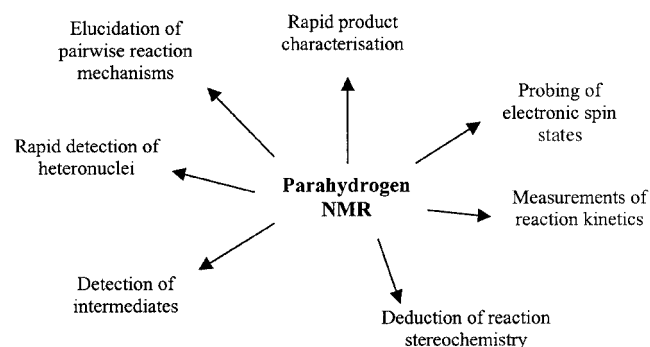 Elucidation of
pairwise reaction
mechanisms
Rapid product
characterisation
Probing of
electronic spin
states
Rapid detection of
heteronuclei
Parahydrogen
NMR
Measurements of
reaction kinetics
Detection of
intermediates
Deduction of reaction
stereochemistry